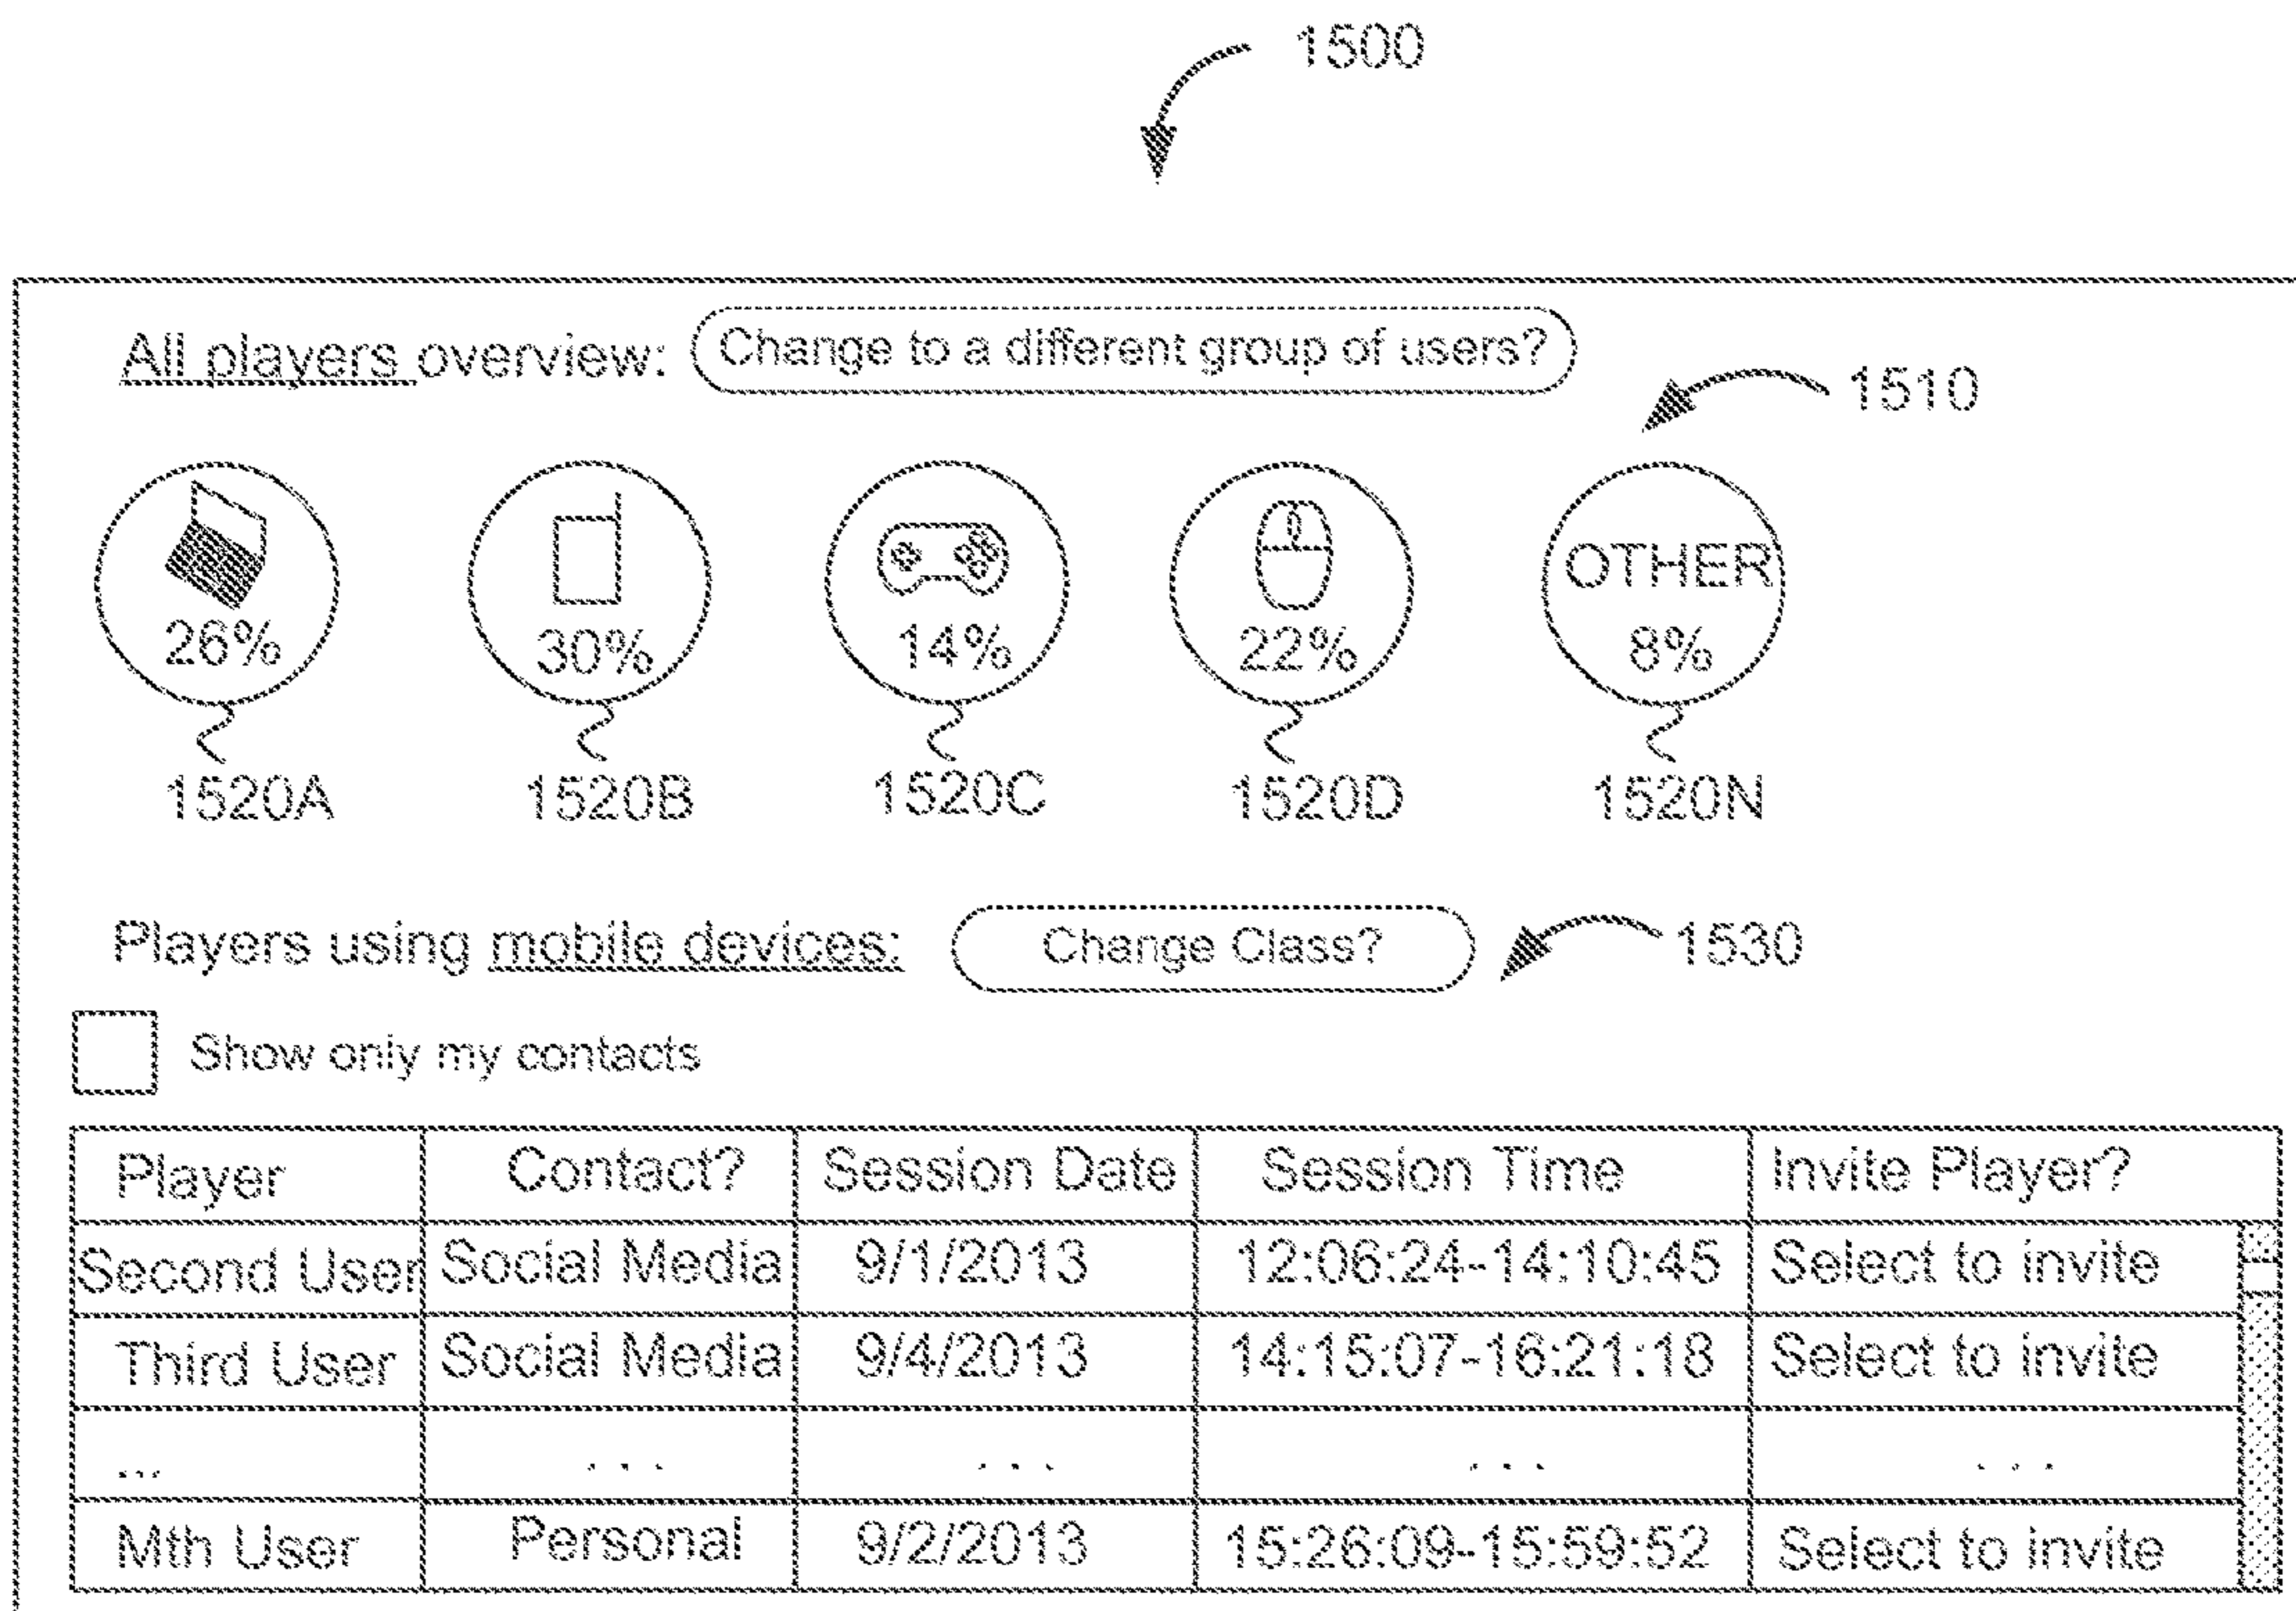 1500
All players overview: Change to a different group of users?
1510
OTHER
26% 30% 14% 22% 8%
1520A 1520B 1520C 1520D 1520N
Players using mobile devices: Change Class? 1530
Show only my contacts
Player Contact? Session Date Session Time Invite Player?
Second User Social Media 9/1/2013 12:06:24-14:10:45 Select to invite
Third User Social Media 9/4/2013 14:15:07-16:21:18 Select to invite
... ... ... ... ...
Mth User Personal 9/2/2013 15:26:09-15:59:52 Select to invite